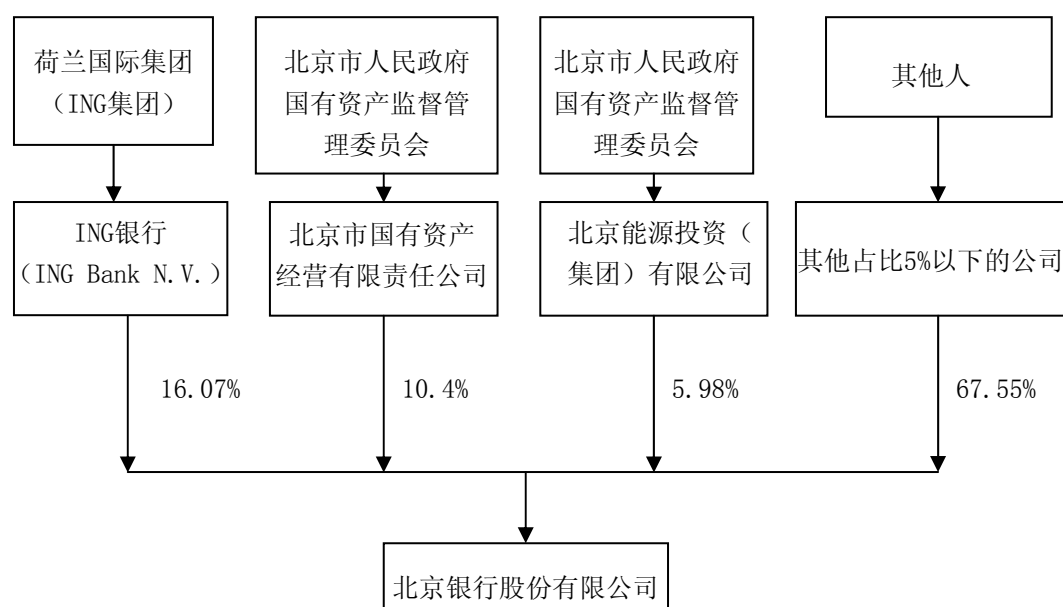 荷兰国际集团
（ING集团）
北京市人民政府
国有资产监督管
理委员会
北京市人民政府
国有资产监督管
理委员会
其他人
ING银行
（ING Bank N.V.）
北京市国有资产
经营有限责任公司
北京能源投资（
集团）有限公司
其他占比5%以下的公司
16.07%
10.4%
5.98%
67.55%
北京银行股份有限公司